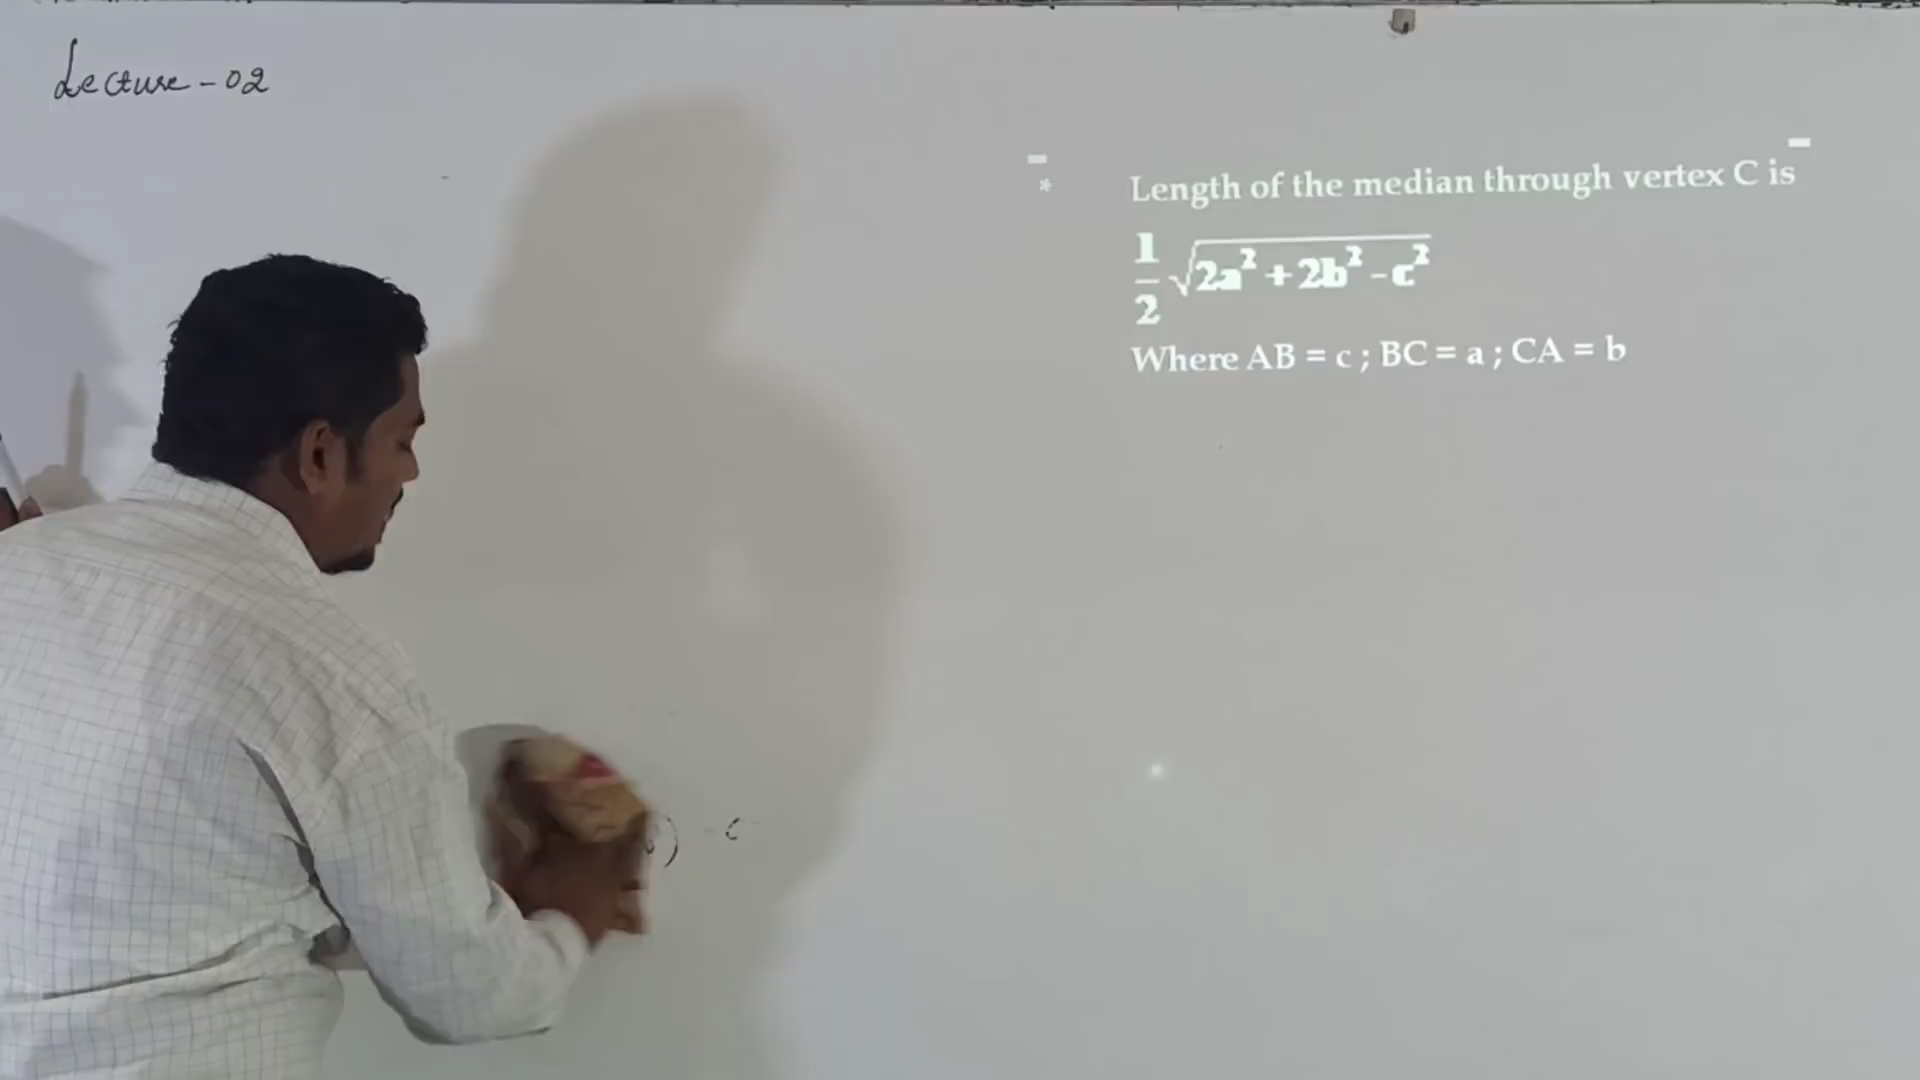 Lecture - 02
* Length of the median through vertex C is
1/2 √(2a² + 2b² - c²)
Where AB = c ; BC = a ; CA = b
) - c